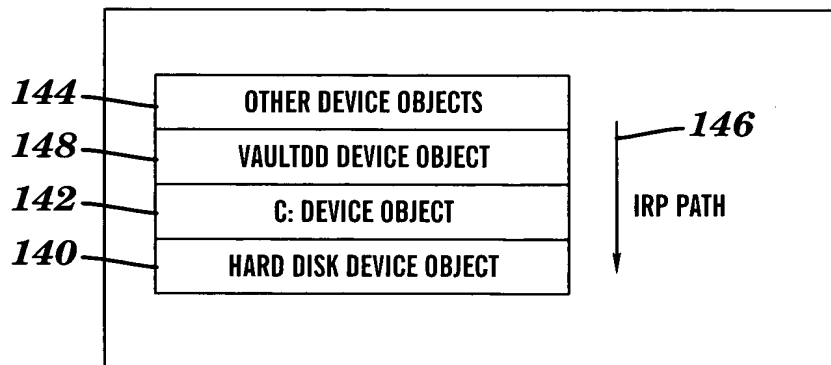 144 OTHER DEVICE OBJECTS 146
148 VAULTDD DEVICE OBJECT
142 C: DEVICE OBJECT IRP PATH
140 HARD DISK DEVICE OBJECT